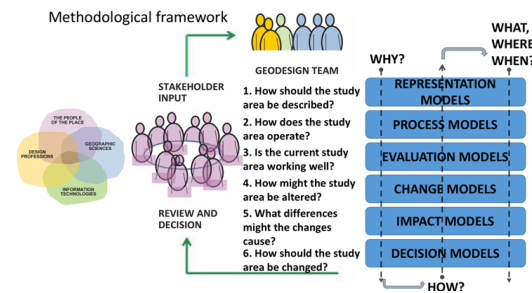 Methodological framework
THE PEOPLE
OF THE PLACE
DESIGN
PROFESSIONS
GEOGRAPHIC
SCIENCES
INFORMATION
TECHNOLOGIES
STAKEHOLDER
INPUT
REVIEW AND
DECISION
GEODESIGN TEAM
1. How should the study
area be described?
2. How does the
study area operate?
3. Is the current study
area working well?
4. How might the study
area be altered?
5. What differences
might the changes
cause?
6. How should the study
area be changed?
WHY?
WHAT,
WHERE,
WHEN?
REPRESENTATION
MODELS
PROCESS MODELS
EVALUATION MODELS
CHANGE MODELS
IMPACT MODELS
DECISION MODELS
HOW?